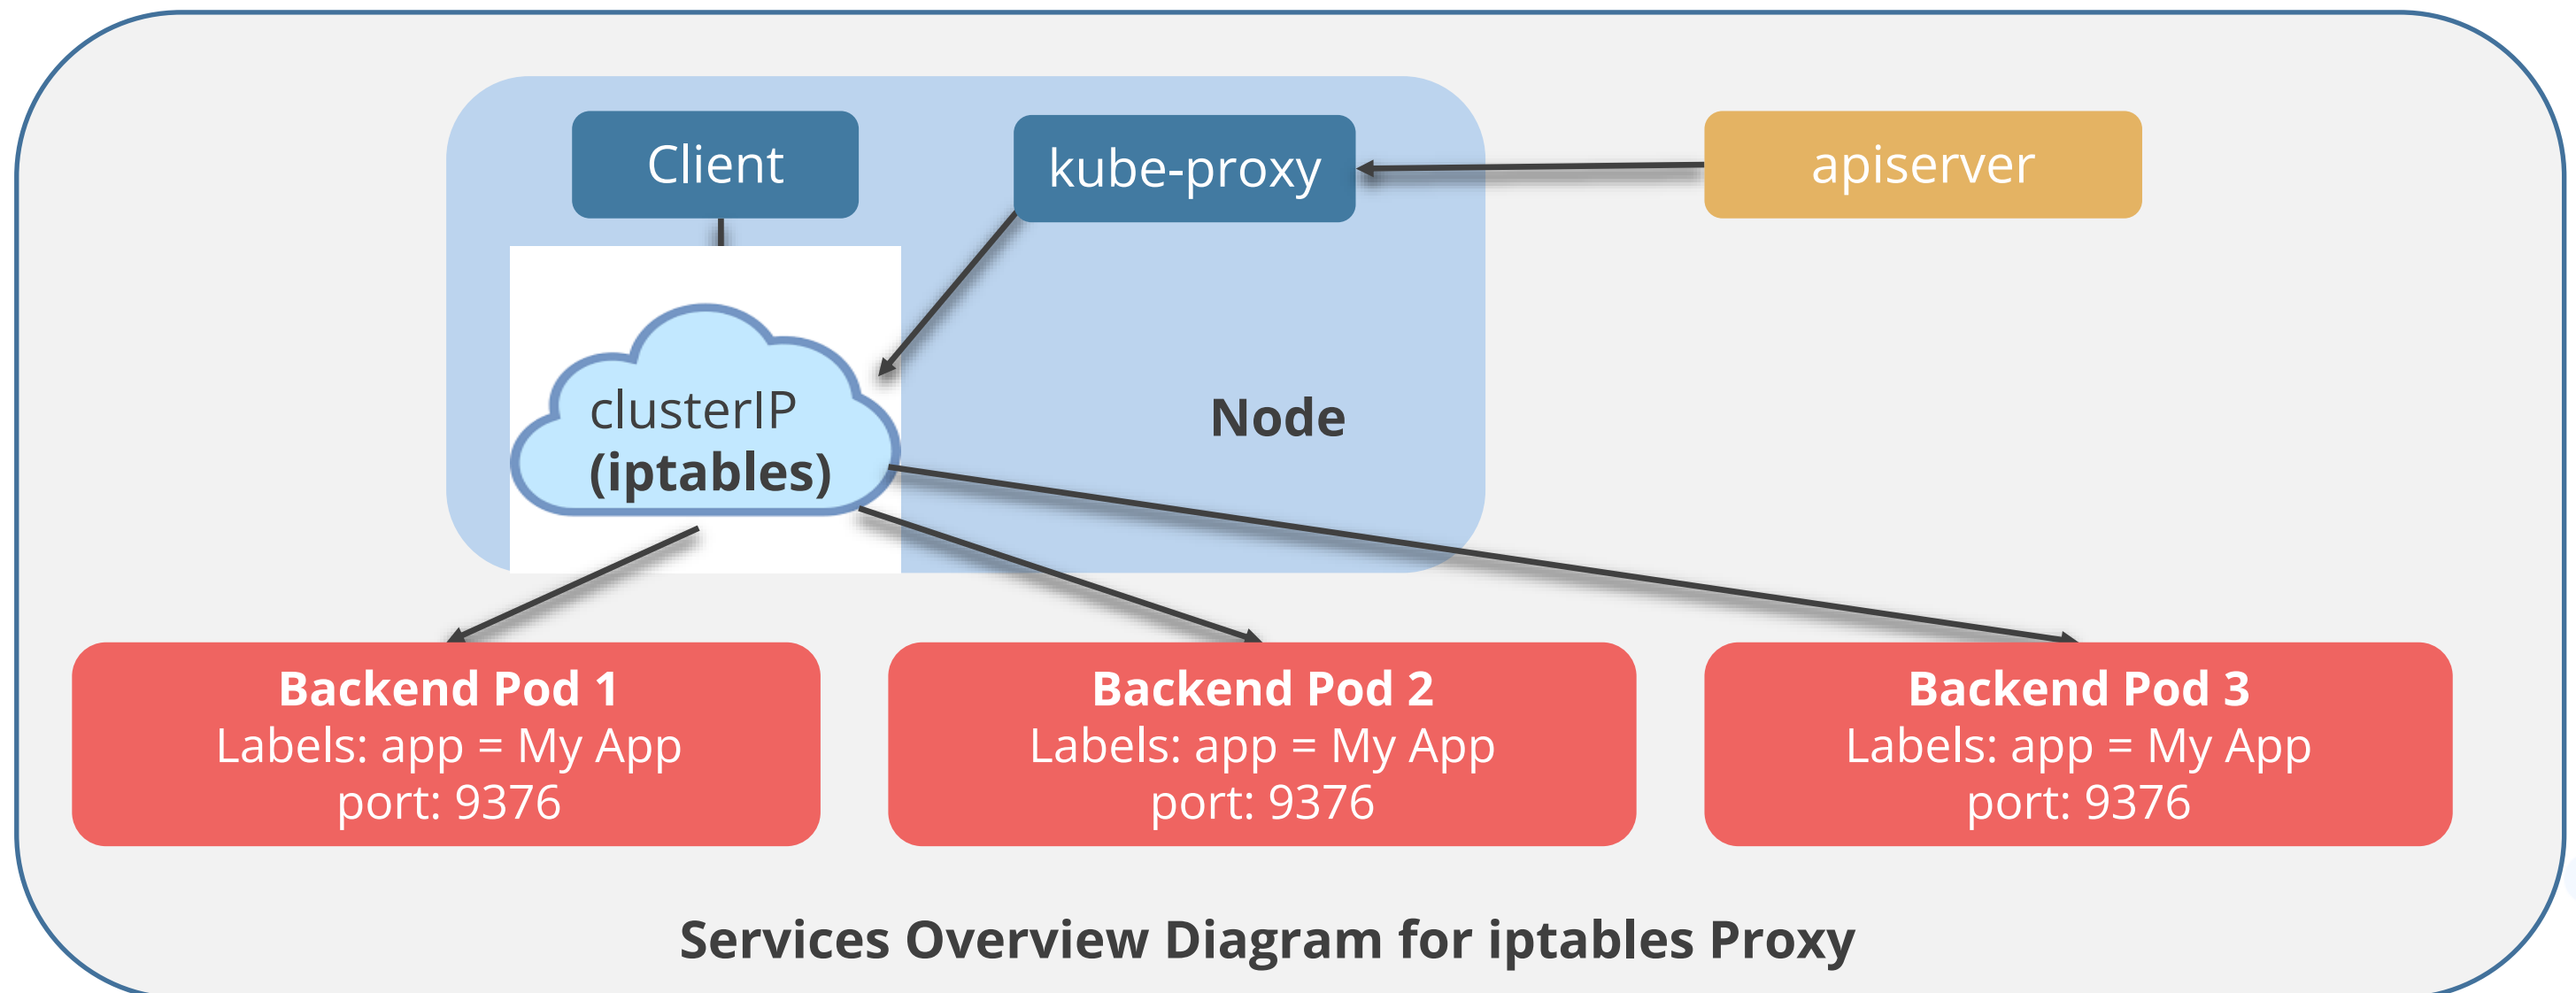 Client
kube-proxy
apiserver
clusterIP
(iptables)
Node
Backend Pod 1
Labels: app = My App
port: 9376
Backend Pod 2
Labels: app = My App
port: 9376
Backend Pod 3
Labels: app = My App
port: 9376
Services Overview Diagram for iptables Proxy